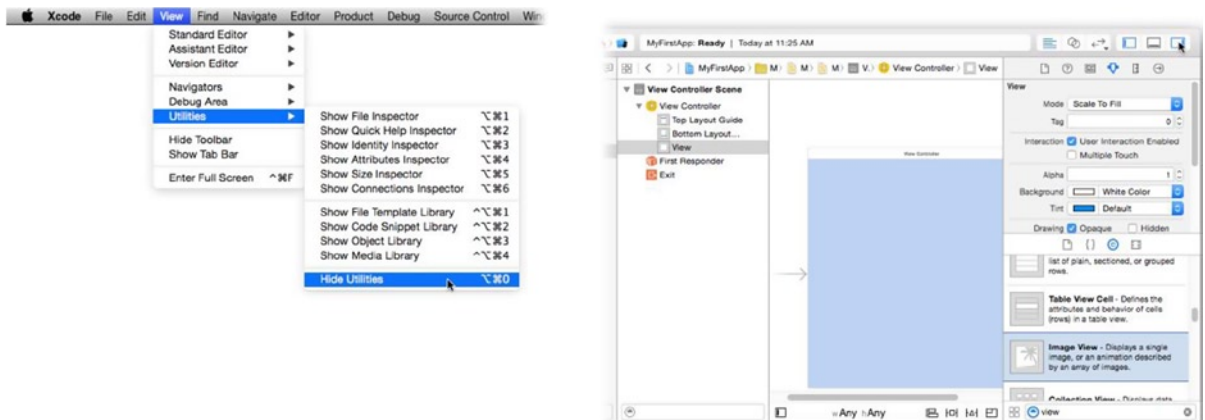 Xcode File Edit View Find Navigate Editor Product Debug Source Control
Standard Editor
Assistant Editor
Version Editor
Navigators
Debug Area
Utilities
Hide Toolbar
Show Tab Bar
Enter Full Screen ^⌘F
Show File Inspector ⌥⌘1
Show Quick Help Inspector ⌥⌘2
Show Identity Inspector ⌥⌘3
Show Attributes Inspector ⌥⌘4
Show Size Inspector ⌥⌘5
Show Connections Inspector ⌥⌘6
Show File Template Library ^⌥⌘1
Show Code Snippet Library ^⌥⌘2
Show Object Library ^⌥⌘3
Show Media Library ^⌥⌘4
Hide Utilities ⌥⌘0
MyFirstApp: Ready | Today at 11:25 AM
MyFirstApp M M M V. View Controller View
View Controller Scene
View Controller
Top Layout Guide
Bottom Layout...
View
First Responder
Exit
View Controller
View
Mode Scale To Fill
Tag 0
Interaction User Interaction Enabled
Multiple Touch
Alpha 1
Background White Color
Tint Default
Drawing Opaque Hidden
list of plain, sectioned, or grouped
rows.
Table View Cell - Defines the
attributes and behavior of cells
(rows) in a table view.
Image View - Displays a single
image, or an animation described
by an array of images.
Collection View - Displays data
wAny hAny
view